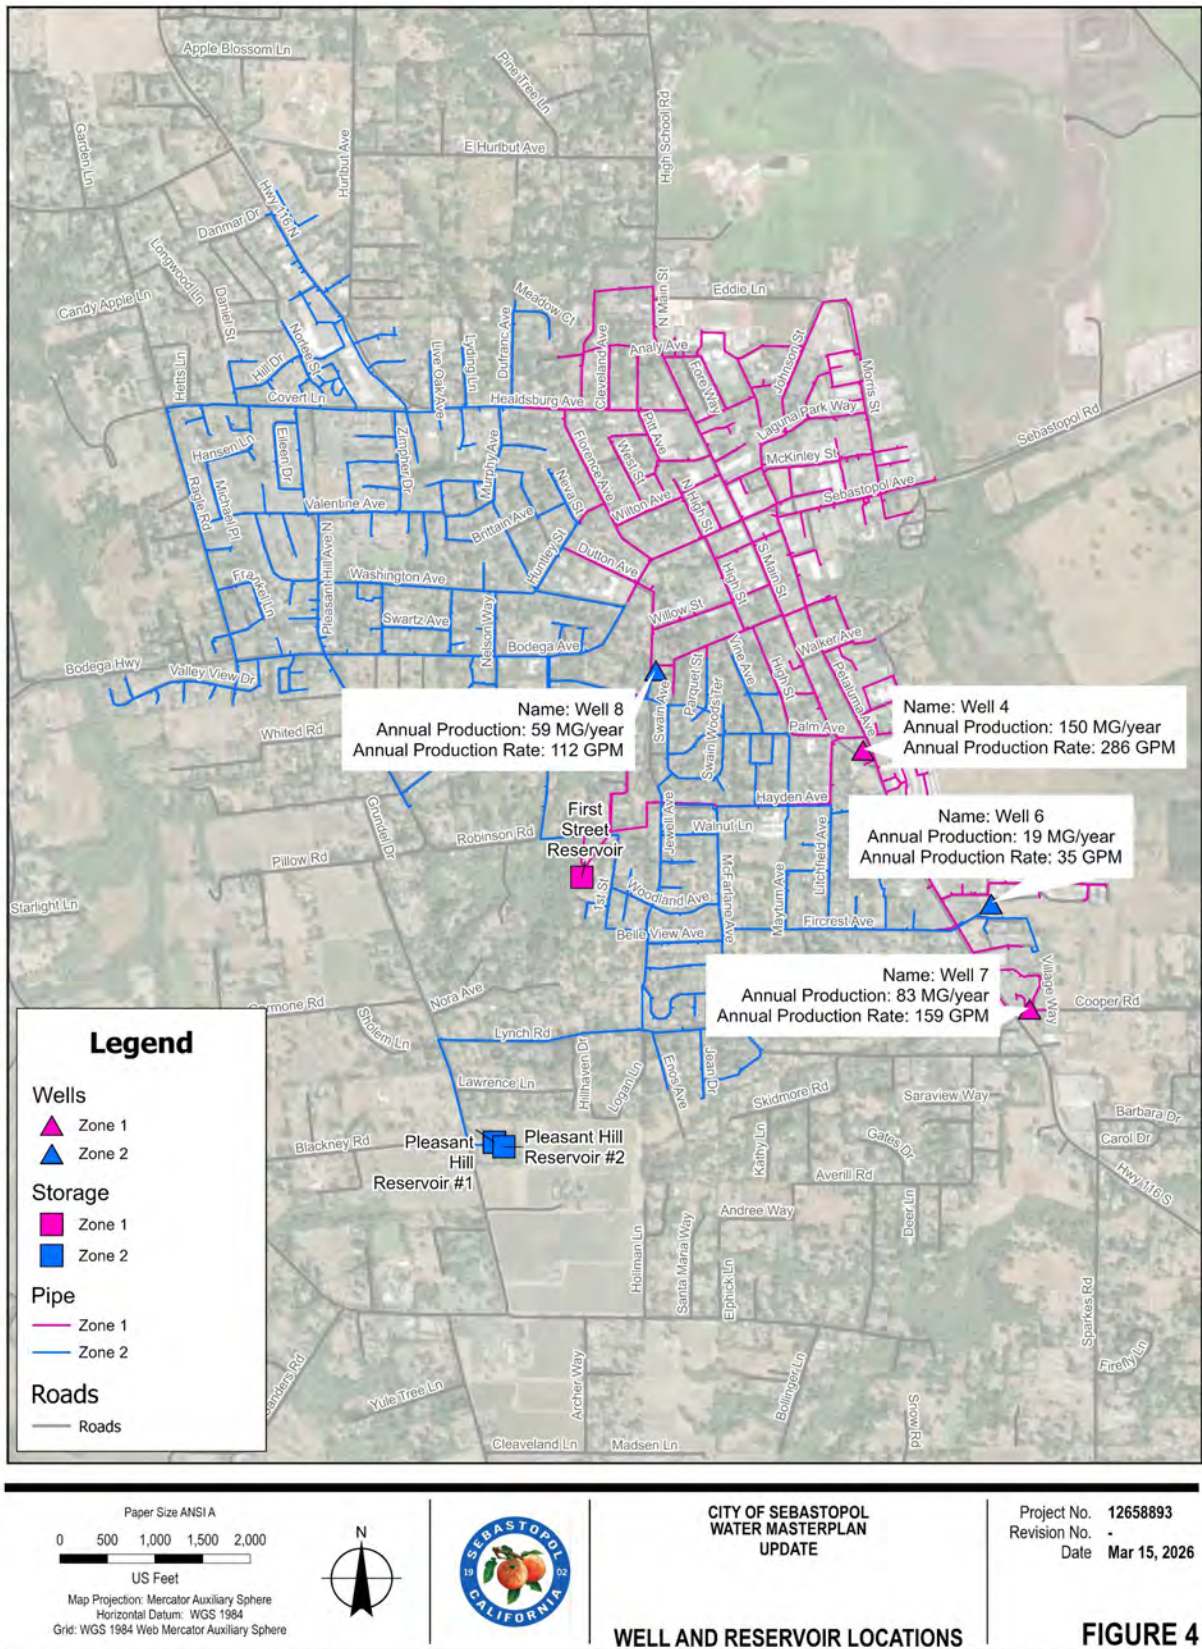 Apple Blossom Ln
Pine Tree Ln
High School Rd
Garden Ln
Hurlbut Ave
E Hurlbut Ave
Hwy 116 N
Danmar Dr
Longwood Ln
Candy Apple Ln
Daniel St
Meadow Ct
N Main St
Eddie Ln
Hetts Ln
Hill Dr
Norlee St
Live Oak Ave
Lyding Ln
Dufranc Ave
Cleveland Ave
Analy Ave
Fore Way
Johnson St
Morris St
Covert Ln
Healdsburg Ave
Laguna Park Way
Sebastopol Rd
Hansen Ln
Eileen Dr
Zimpher Dr
Murphy Ave
Neva St
Florence Ave
West St
Pitt Ave
McKinley St
Ragle Rd
Michael Pl
Valentine Ave
Brittain Ave
Wilton Ave
N High St
Sebastopol Ave
Pleasant Hill Ave N
Huntley St
Dutton Ave
S Main St
Frankel Ln
Washington Ave
High St
Swartz Ave
Nelson Way
Willow St
Bodega Ave
Walker Ave
Bodega Hwy
Valley View Dr
Parquet St
Vine Ave
High St
Petaluma Ave
Swain Ave
Swain Woods Ter
Name: Well 8
Annual Production: 59 MG/year
Annual Production Rate: 112 GPM
Name: Well 4
Annual Production: 150 MG/year
Annual Production Rate: 286 GPM
Whited Rd
Palm Ave
Grundel Dr
Hayden Ave
First
Street
Reservoir
Robinson Rd
Jewell Ave
Walnut Ln
Litchfield Ave
Name: Well 6
Annual Production: 19 MG/year
Annual Production Rate: 35 GPM
Pillow Rd
Starlight Ln
1st St
Woodland Ave
McFarlane Ave
Maytum Ave
Fircrest Ave
Belle View Ave
Name: Well 7
Annual Production: 83 MG/year
Annual Production Rate: 159 GPM
Village Way
Cooper Rd
Nora Ave
Sholem Ln
Lynch Rd
Hillhaven Dr
Logan Ln
Enos Ave
Jean Dr
Lawrence Ln
Skidmore Rd
Saraview Way
Barbara Dr
Carol Dr
Blackney Rd
Pleasant
Hill
Reservoir #1
Pleasant Hill
Reservoir #2
Kathy Ln
Gates Dr
Averill Rd
Hwy 116 S
Andree Way
Deer Ln
Hollman Ln
Santa Maria Way
Elphick Ln
Sparkes Rd
Firefly Ln
Sanders Rd
Yule Tree Ln
Archer Way
Bollinger Ln
Snow Rd
Cleaveland Ln
Madsen Ln
Legend
Wells
Zone 1
Zone 2
Storage
Zone 1
Zone 2
Pipe
Zone 1
Zone 2
Roads
Roads
Paper Size ANSI A
0 500 1,000 1,500 2,000
US Feet
Map Projection: Mercator Auxiliary Sphere
Horizontal Datum: WGS 1984
Grid: WGS 1984 Web Mercator Auxiliary Sphere
N
SEBASTOPOL
19 02
CALIFORNIA
CITY OF SEBASTOPOL
WATER MASTERPLAN
UPDATE
WELL AND RESERVOIR LOCATIONS
Project No. 12658893
Revision No. -
Date Mar 15, 2026
FIGURE 4